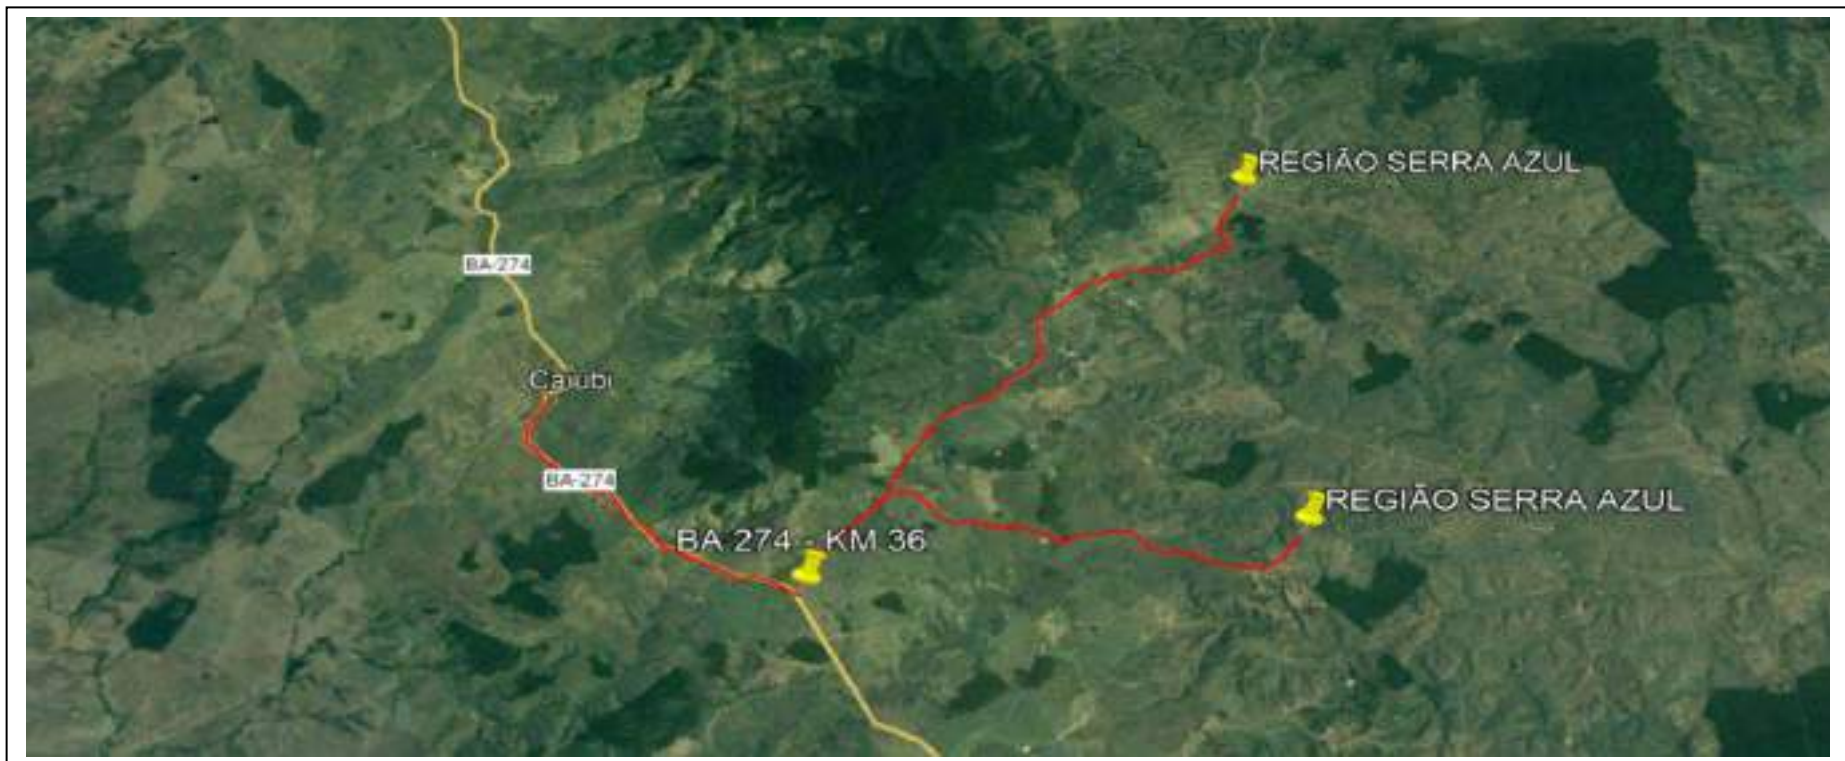 REGIÃO SERRA AZUL
BA-274
Caiubi
BA-274
REGIÃO SERRA AZUL
BA 274 - KM 36